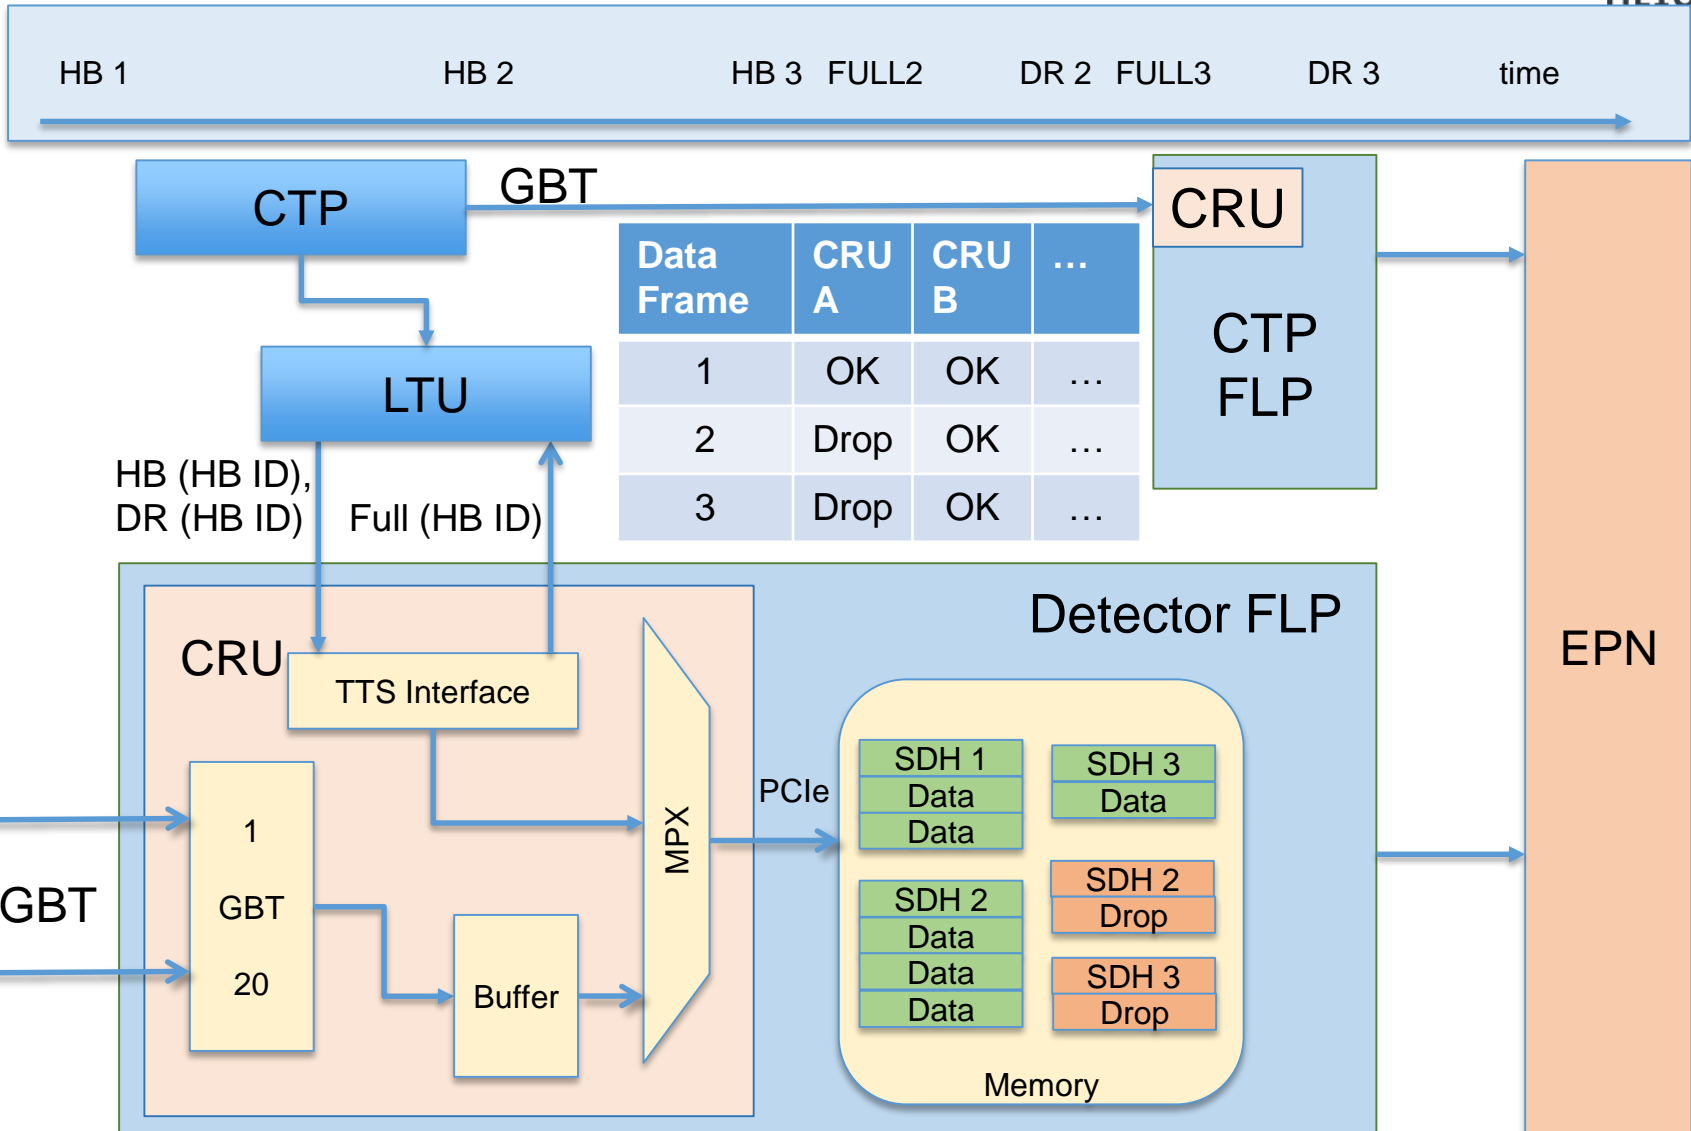 HB 1 HB 2 HB 3 FULL2 DR 2 FULL3 DR 3 time
CTP
GBT
CRU
CTP
FLP
Data Frame CRU A CRU B …
1 OK OK …
2 Drop OK …
3 Drop OK …
LTU
HB (HB ID),
DR (HB ID)
Full (HB ID)
EPN
Detector FLP
CRU
TTS Interface
GBT
1
GBT
20
Buffer
MPX
PCIe
SDH 1
Data
Data
SDH 2
Data
Data
Data
SDH 3
Data
SDH 2
Drop
SDH 3
Drop
Memory